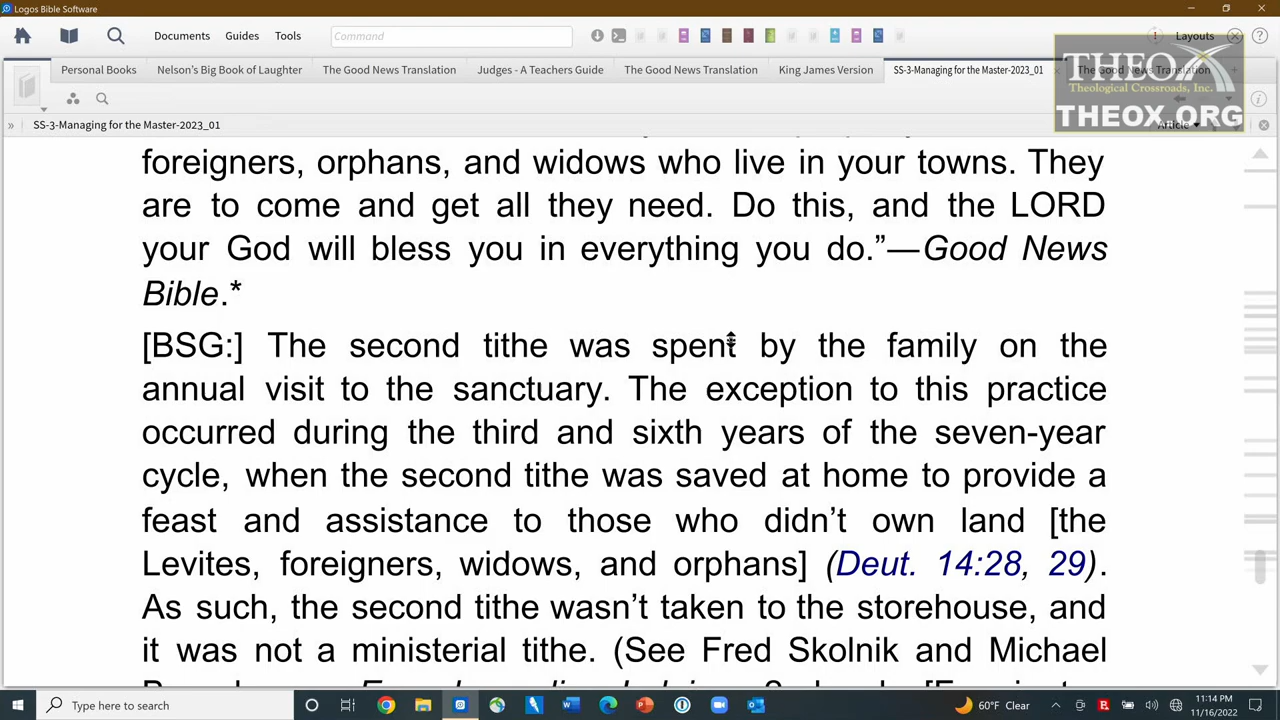 Logos Bible Software
Documents Guides Tools Command Layouts
Personal Books Nelson's Big Book of Laughter The Go Judges - A Teachers Guide The Good News Translation King James Version SS-3-Managing for the Master-2023_01 The Good News Translation
THEOX
Theological Crossroads, Inc.
THEOX.ORG
SS-3-Managing for the Master-2023_01 Article
foreigners, orphans, and widows who live in your towns. They
are to come and get all they need. Do this, and the LORD
your God will bless you in everything you do.”—Good News
Bible.*
[BSG:] The second tithe was spent by the family on the
annual visit to the sanctuary. The exception to this practice
occurred during the third and sixth years of the seven-year
cycle, when the second tithe was saved at home to provide a
feast and assistance to those who didn’t own land [the
Levites, foreigners, widows, and orphans] (Deut. 14:28, 29).
As such, the second tithe wasn’t taken to the storehouse, and
it was not a ministerial tithe. (See Fred Skolnik and Michael
Type here to search
60°F Clear
11:14 PM
11/16/2022